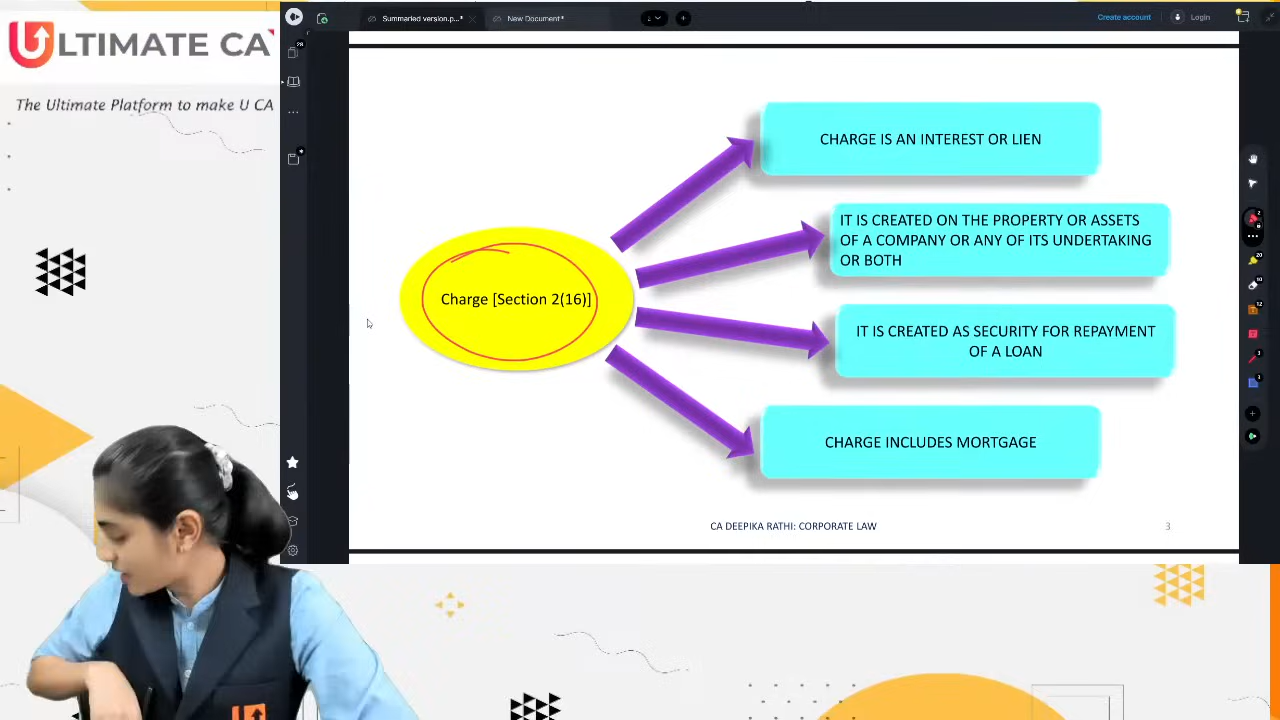 ULTIMATE CA
The Ultimate Platform to make U CA
Summaried version.p...*
New Document*
Create account
Login
CHARGE IS AN INTEREST OR LIEN
IT IS CREATED ON THE PROPERTY OR ASSETS
OF A COMPANY OR ANY OF ITS UNDERTAKING
OR BOTH
Charge [Section 2(16)]
IT IS CREATED AS SECURITY FOR REPAYMENT
OF A LOAN
CHARGE INCLUDES MORTGAGE
CA DEEPIKA RATHI: CORPORATE LAW
3